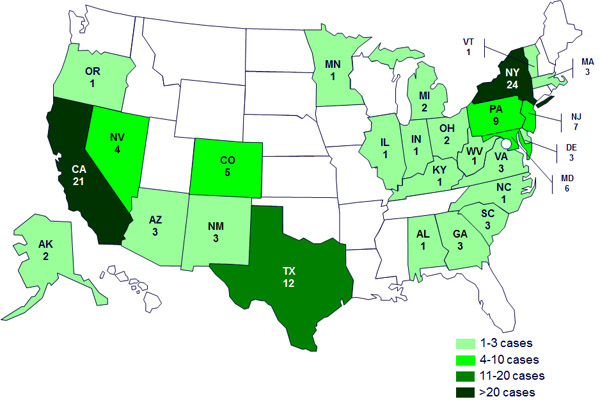 VT
1
MA
3
OR
1
MN
1
NY
24
MI
2
PA
9
NJ
7
NV
4
CO
5
IL
1
IN
1
OH
2
WV
1
DE
3
CA
21
KY
1
VA
3
MD
6
AZ
3
NM
3
NC
1
SC
3
AK
2
TX
12
AL
1
GA
3
1-3 cases
4-10 cases
11-20 cases
>20 cases